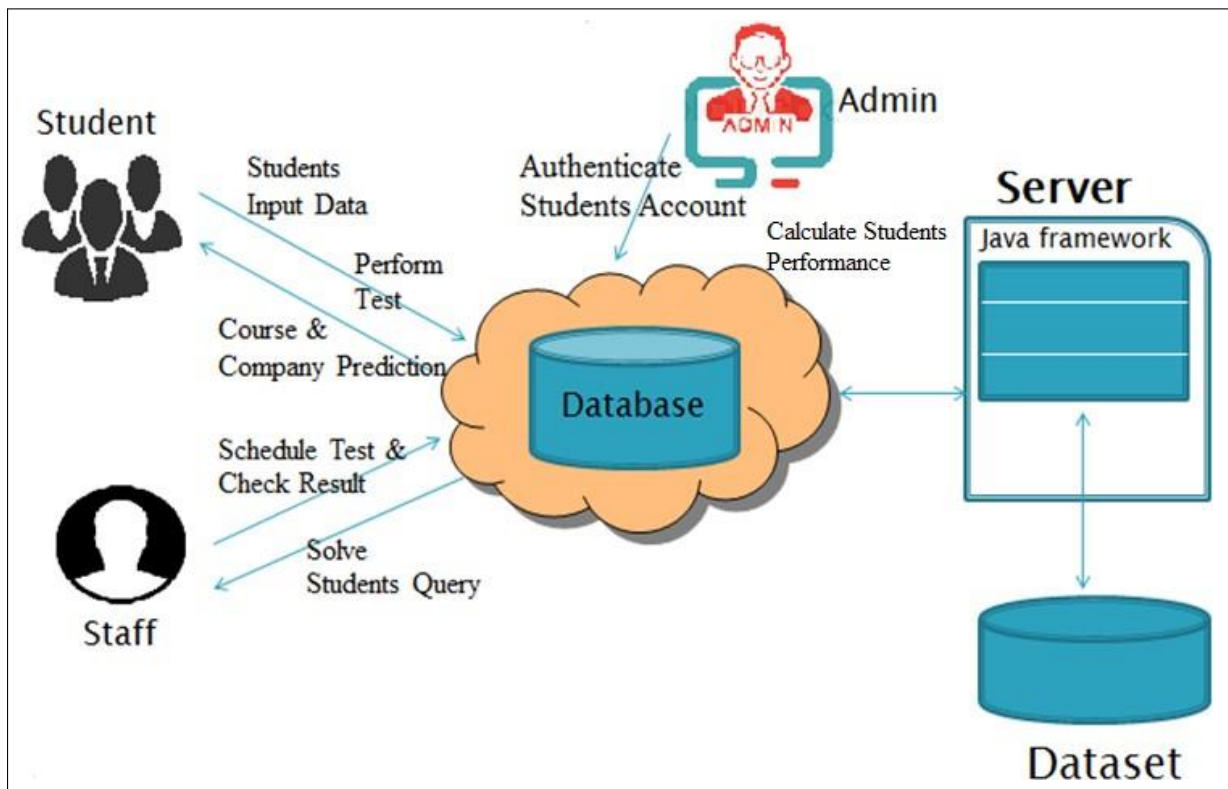 Student
Students
Input Data
Perform
Test
Course &
Company Prediction
Schedule Test &
Check Result
Solve
Students Query
Staff
ADMIN
Admin
Authenticate
Students Account
Calculate Students
Performance
Database
Server
Java framework
Dataset